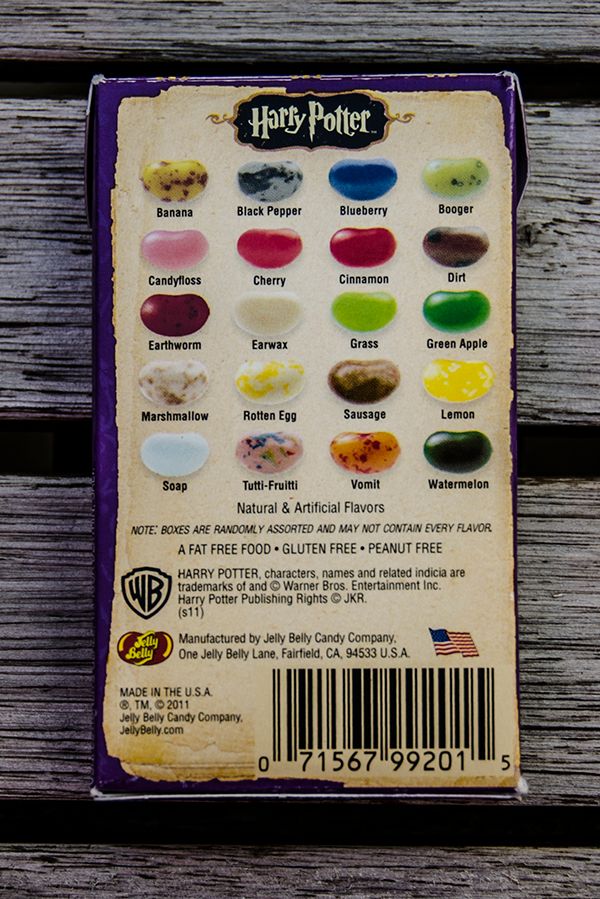 Harry Potter
Banana Black Pepper Blueberry Booger
Candyfloss Cherry Cinnamon Dirt
Earthworm Earwax Grass Green Apple
Marshmallow Rotten Egg Sausage Lemon
Soap Tutti-Fruitti Vomit Watermelon
Natural & Artificial Flavors
NOTE: BOXES ARE RANDOMLY ASSORTED AND MAY NOT CONTAIN EVERY FLAVOR.
A FAT FREE FOOD • GLUTEN FREE • PEANUT FREE
WB
HARRY POTTER, characters, names and related indicia are
trademarks of and © Warner Bros. Entertainment Inc.
Harry Potter Publishing Rights © JKR.
(s11)
Jelly
Belly
Manufactured by Jelly Belly Candy Company,
One Jelly Belly Lane, Fairfield, CA, 94533 U.S.A.
MADE IN THE U.S.A.
®, TM, © 2011
Jelly Belly Candy Company.
JellyBelly.com
0 71567 99201 5